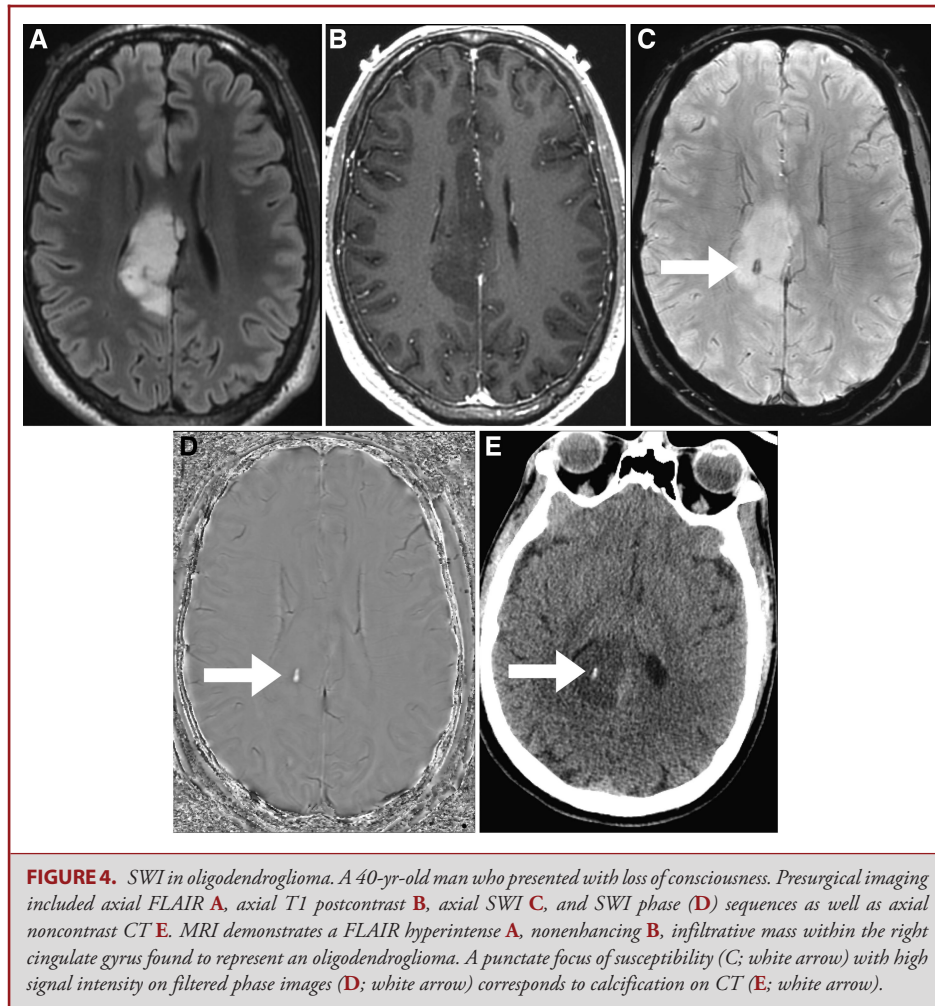 A
B
C
D
E
FIGURE 4. SWI in oligodendroglioma. A 40-yr-old man who presented with loss of consciousness. Presurgical imaging
included axial FLAIR A, axial T1 postcontrast B, axial SWI C, and SWI phase (D) sequences as well as axial
noncontrast CT E. MRI demonstrates a FLAIR hyperintense A, nonenhancing B, infiltrative mass within the right
cingulate gyrus found to represent an oligodendroglioma. A punctate focus of susceptibility (C; white arrow) with high
signal intensity on filtered phase images (D; white arrow) corresponds to calcification on CT (E; white arrow).